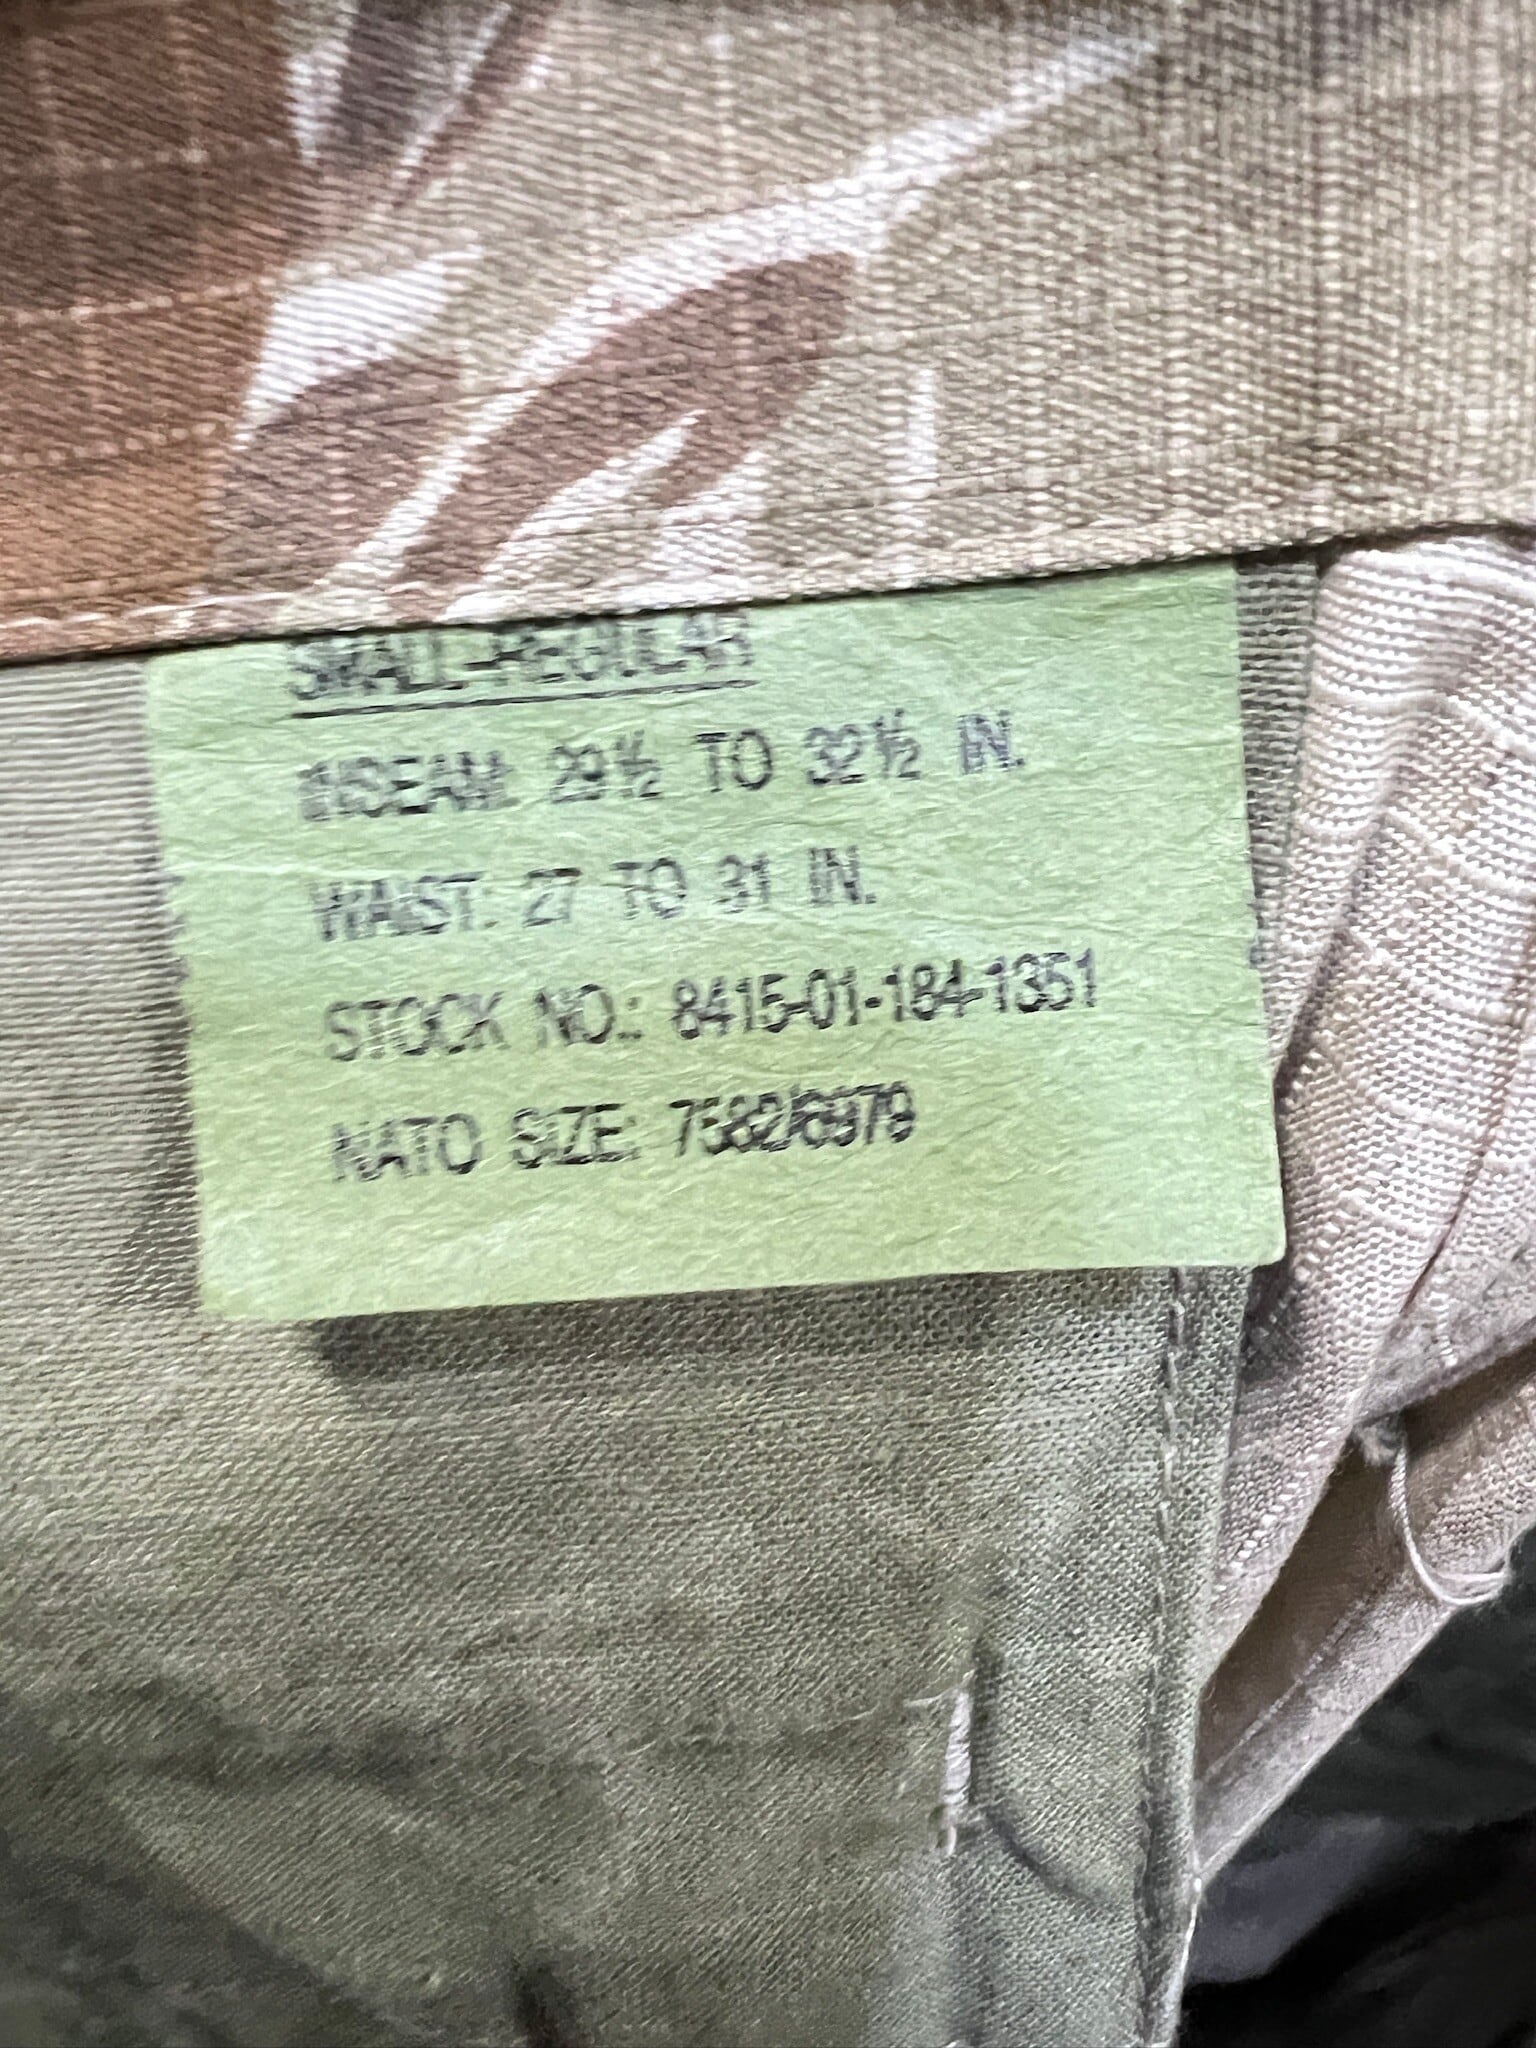 SMALL-REGULAR
INSEAM: 29½ TO 32½ IN.
WAIST: 27 TO 31 IN.
STOCK NO.: 8415-01-184-1351
NATO SIZE: 7582/6979